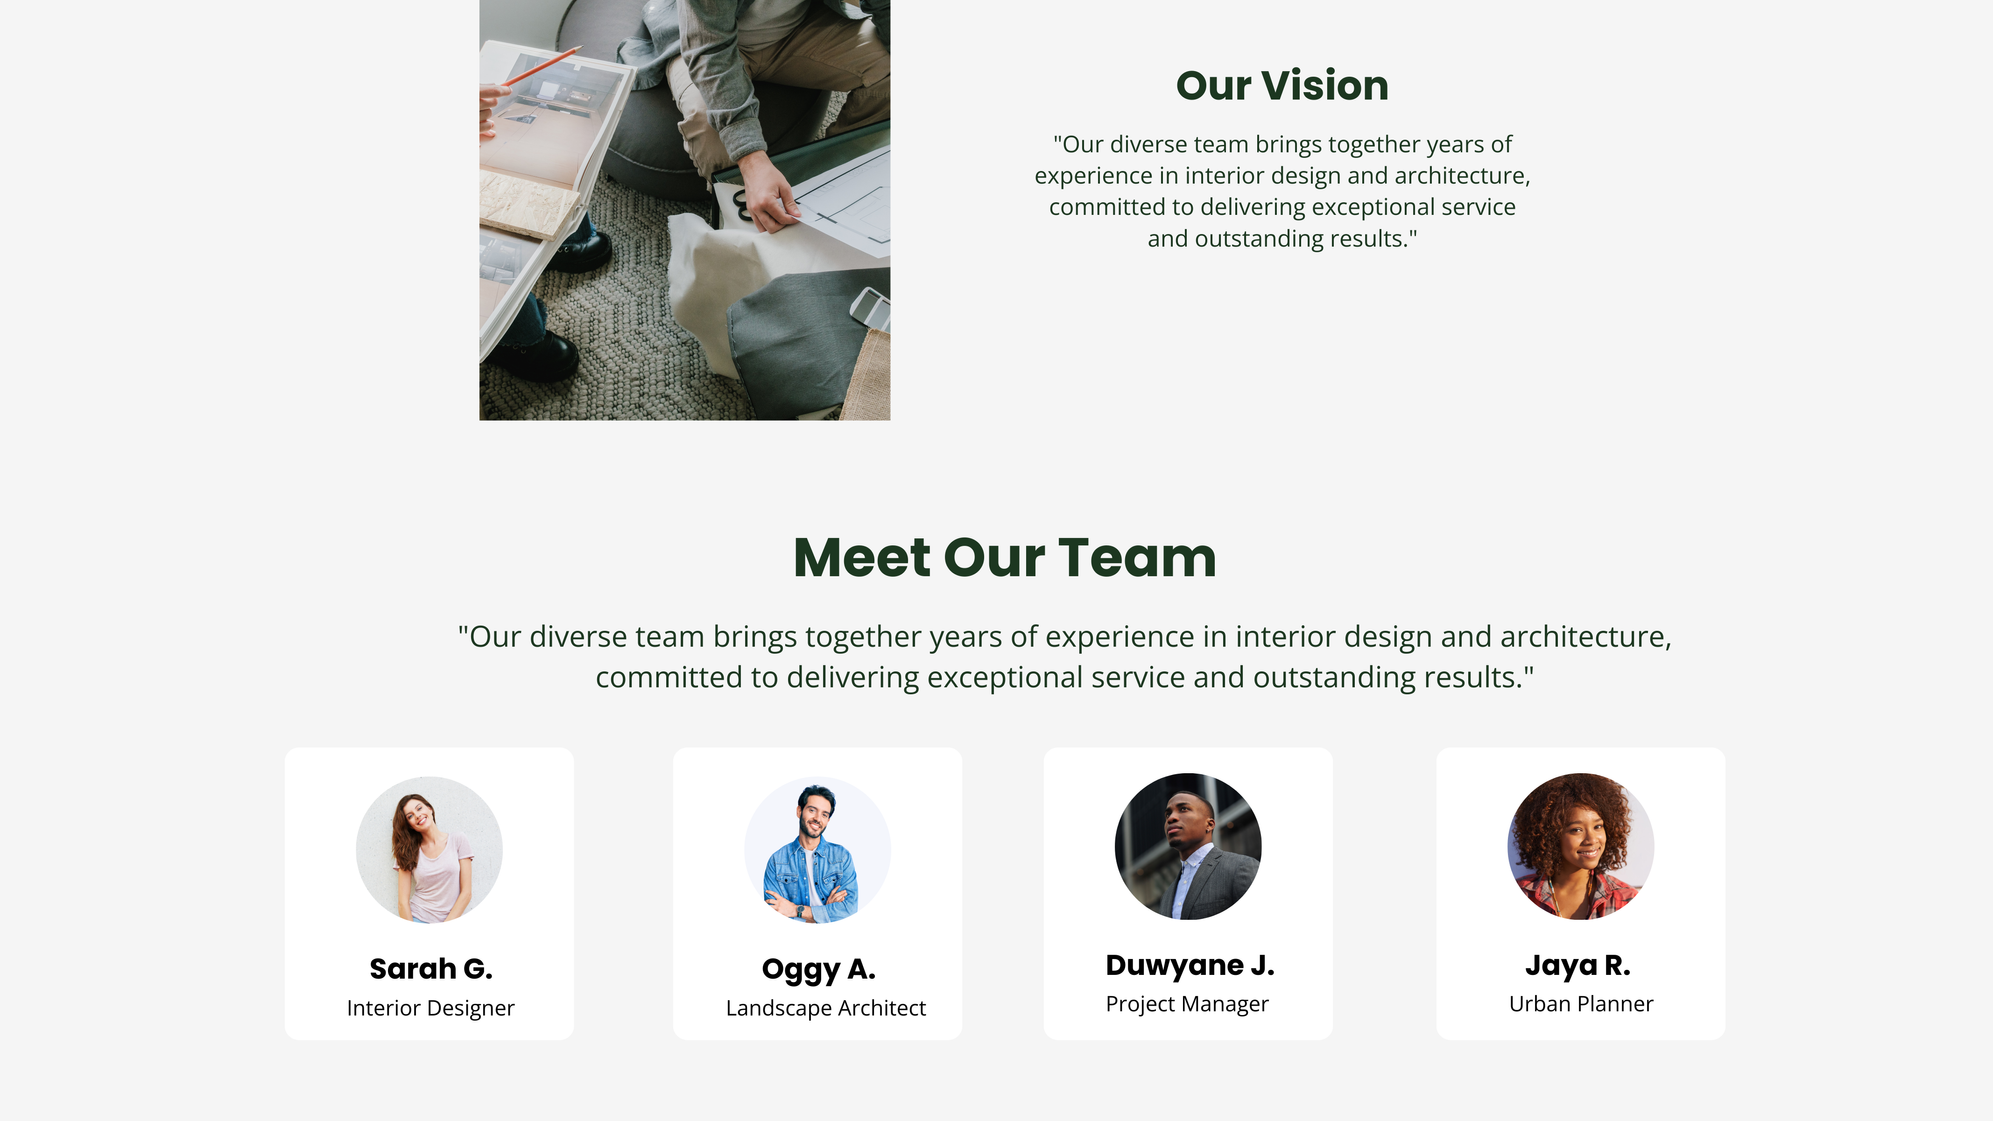 Our Vision
"Our diverse team brings together years of
experience in interior design and architecture,
committed to delivering exceptional service
and outstanding results."
Meet Our Team
"Our diverse team brings together years of experience in interior design and architecture,
committed to delivering exceptional service and outstanding results."
Sarah G.
Interior Designer
Oggy A.
Landscape Architect
Duwyane J.
Project Manager
Jaya R.
Urban Planner